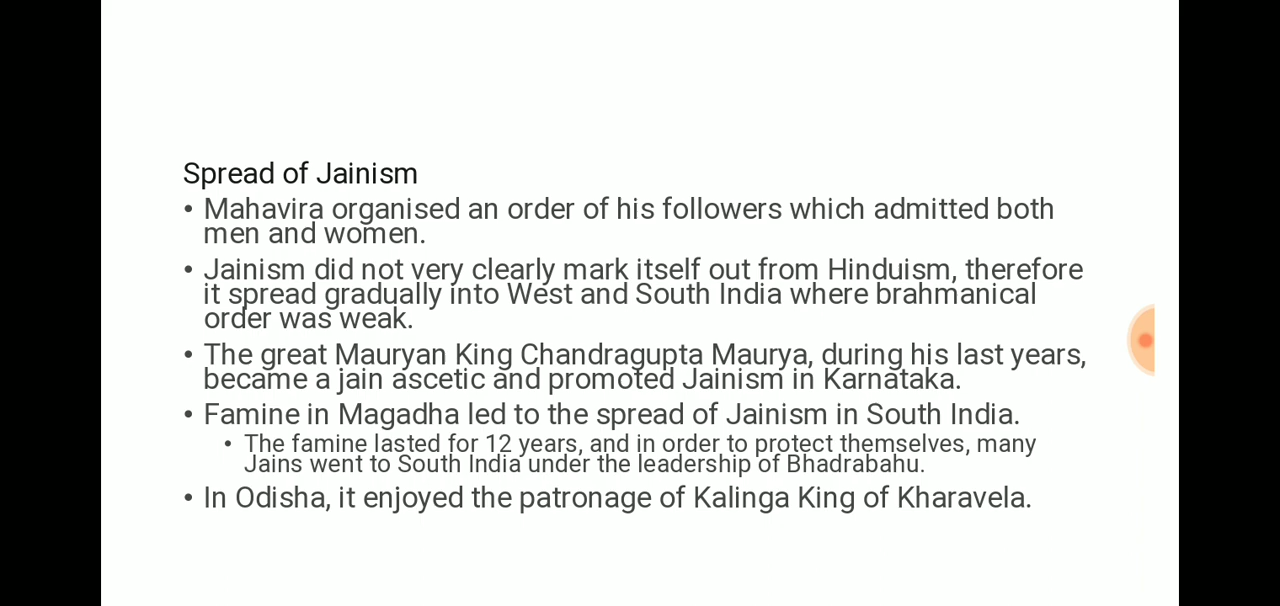 Spread of Jainism
• Mahavira organised an order of his followers which admitted both
men and women.
• Jainism did not very clearly mark itself out from Hinduism, therefore
it spread gradually into West and South India where brahmanical
order was weak.
• The great Mauryan King Chandragupta Maurya, during his last years,
became a jain ascetic and promoted Jainism in Karnataka.
• Famine in Magadha led to the spread of Jainism in South India.
• The famine lasted for 12 years, and in order to protect themselves, many
Jains went to South India under the leadership of Bhadrabahu.
• In Odisha, it enjoyed the patronage of Kalinga King of Kharavela.